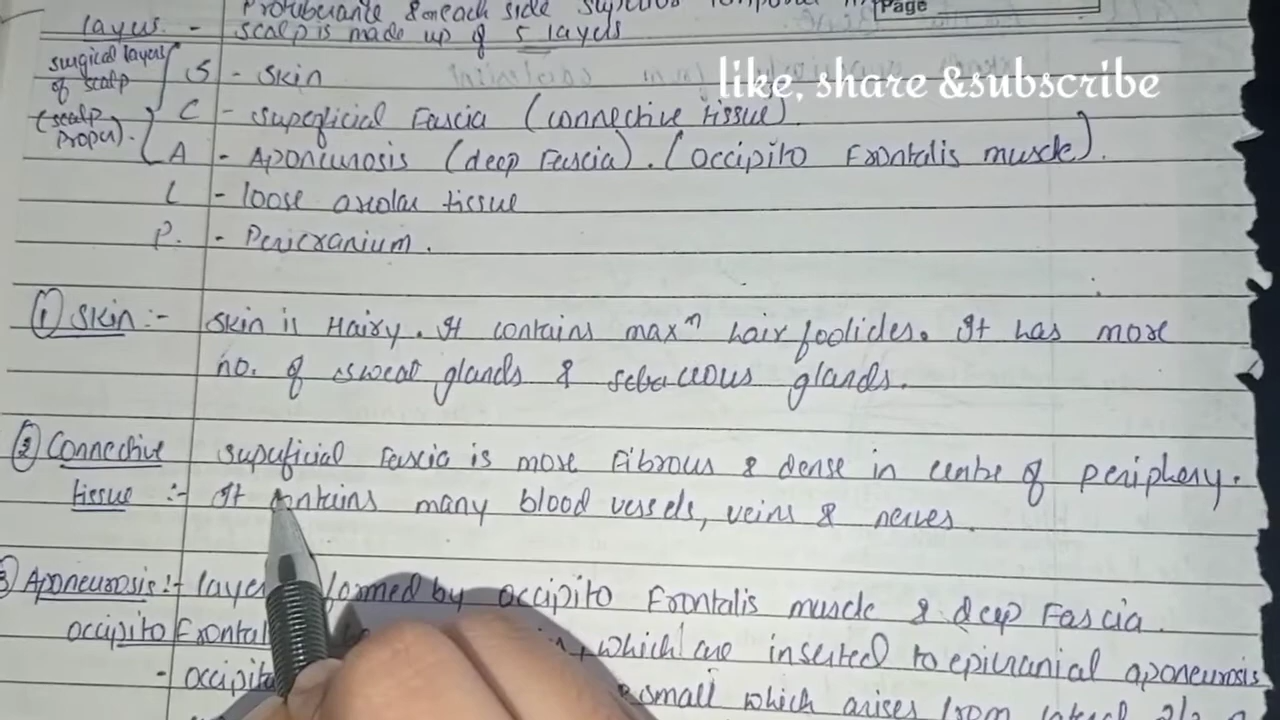 Protuberance & on each side superior temporal
Page
layers. - scalp is made up of 5 layers
like, share &subscribe
surgical layers of scalp (scalp proper).
S - Skin
C - superficial Fascia (connective tissue).
A - Aponeurosis (deep Fascia). (occipito Frontalis muscle).
L - loose areolar tissue
P. - Pericranium.
① Skin:- Skin is Hairy. It contains maxm hair foolicles. It has more
no. of sweat glands & sebaceous glands.
② Connective superficial Fascia is more Fibrous & dense in centre of periphery.
tissue :- It contains many blood vessels, veins & nerves.
3) Aponeurosis:- layer formed by occipito Frontalis muscle & deep Fascia.
occipito Frontal which are inserted to epicranial aponeurosis
- occipita small which arises from lateral